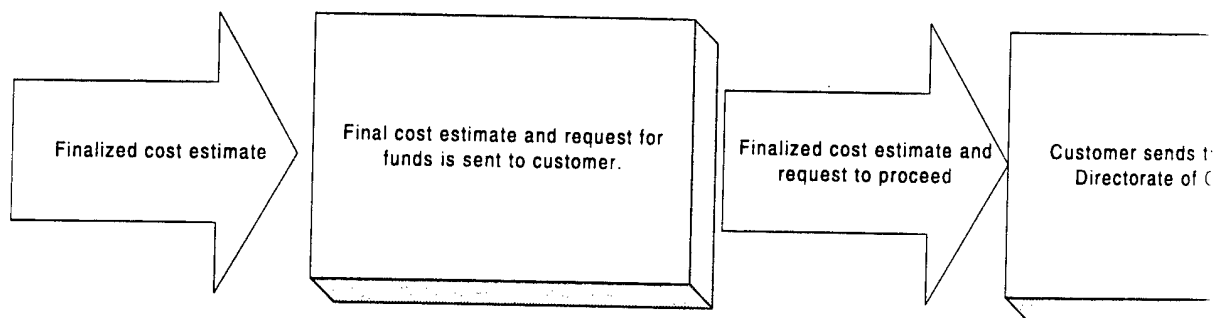 Finalized cost estimate
Final cost estimate and request for
funds is sent to customer.
Finalized cost estimate and
request to proceed
Customer sends
Directorate of